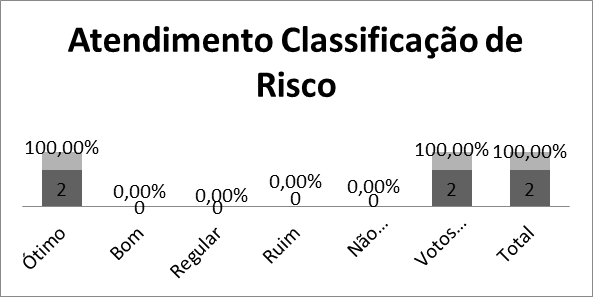 Atendimento Classificação de
Risco
100,00% 0,00% 0,00% 0,00% 0,00% 100,00% 100,00%
2 0 0 0 0 2 2
Ótimo Bom Regular Ruim Não... Votos... Total